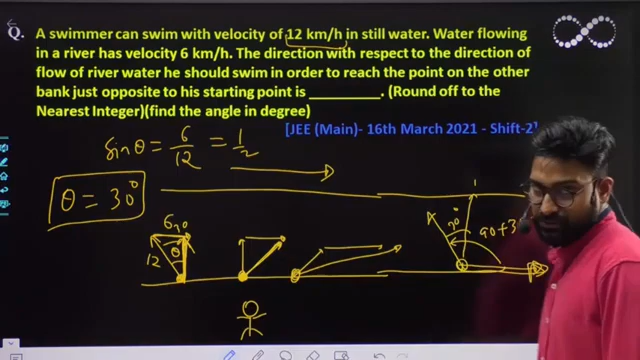 Q. A swimmer can swim with velocity of 12 km/h in still water. Water flowing
in a river has velocity 6 km/h. The direction with respect to the direction of
flow of river water he should swim in order to reach the point on the other
bank just opposite to his starting point is _________. (Round off to the
Nearest Integer)(find the angle in degree)
[JEE (Main)- 16th March 2021 - Shift-2]
sinθ = 6/12 = 1/2
θ = 30°
6
90
θ
12
30°
90+3